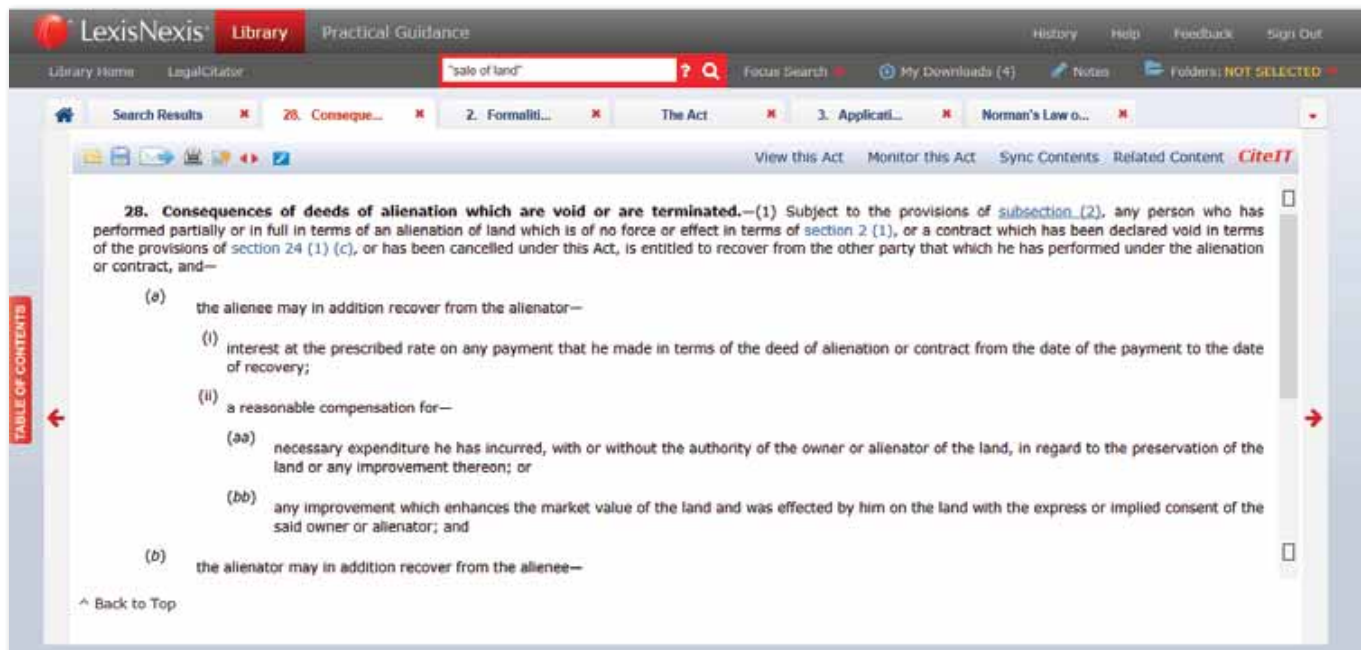 LexisNexis® Library Practical Guidance History Help Feedback Sign Out
Library Home LegalCitator "sale of land" ? Focus Search My Downloads (4) Notes Folders: NOT SELECTED
Search Results 28. Conseque... 2. Formaliti... The Act 3. Applicati... Norman's Law o...
View this Act Monitor this Act Sync Contents Related Content CiteIT
28. Consequences of deeds of alienation which are void or are terminated.—(1) Subject to the provisions of subsection (2), any person who has
performed partially or in full in terms of an alienation of land which is of no force or effect in terms of section 2 (1), or a contract which has been declared void in terms
of the provisions of section 24 (1) (c), or has been cancelled under this Act, is entitled to recover from the other party that which he has performed under the alienation
or contract, and—
(a) the alienee may in addition recover from the alienator—
(i) interest at the prescribed rate on any payment that he made in terms of the deed of alienation or contract from the date of the payment to the date
of recovery;
(ii) a reasonable compensation for—
(aa) necessary expenditure he has incurred, with or without the authority of the owner or alienator of the land, in regard to the preservation of the
land or any improvement thereon; or
(bb) any improvement which enhances the market value of the land and was effected by him on the land with the express or implied consent of the
said owner or alienator; and
(b) the alienator may in addition recover from the alienee—
^ Back to Top
TABLE OF CONTENTS